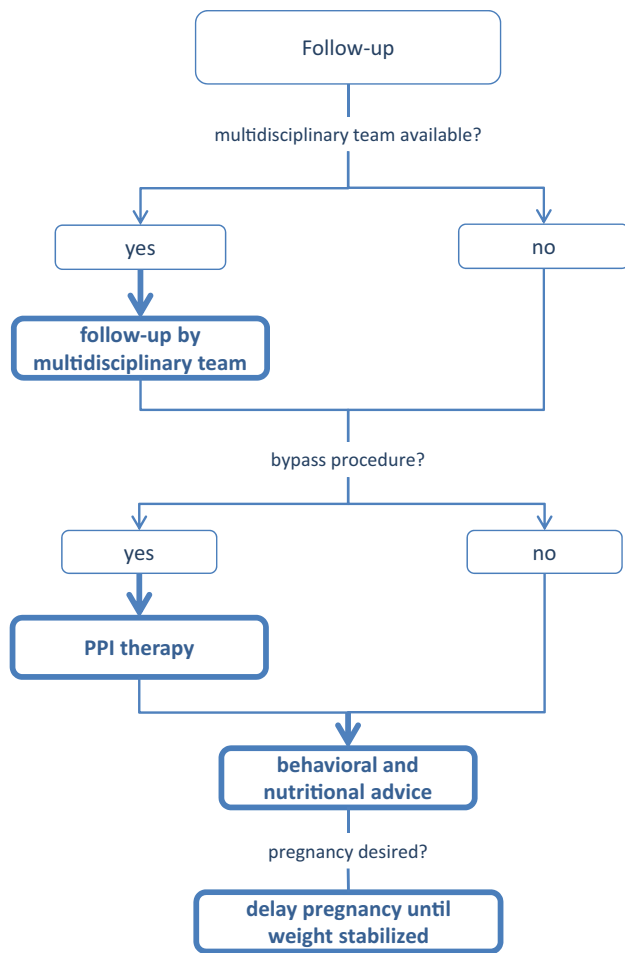 Follow-up
multidisciplinary team available?
yes
no
follow-up by
multidisciplinary team
bypass procedure?
yes
no
PPI therapy
behavioral and
nutritional advice
pregnancy desired?
delay pregnancy until
weight stabilized